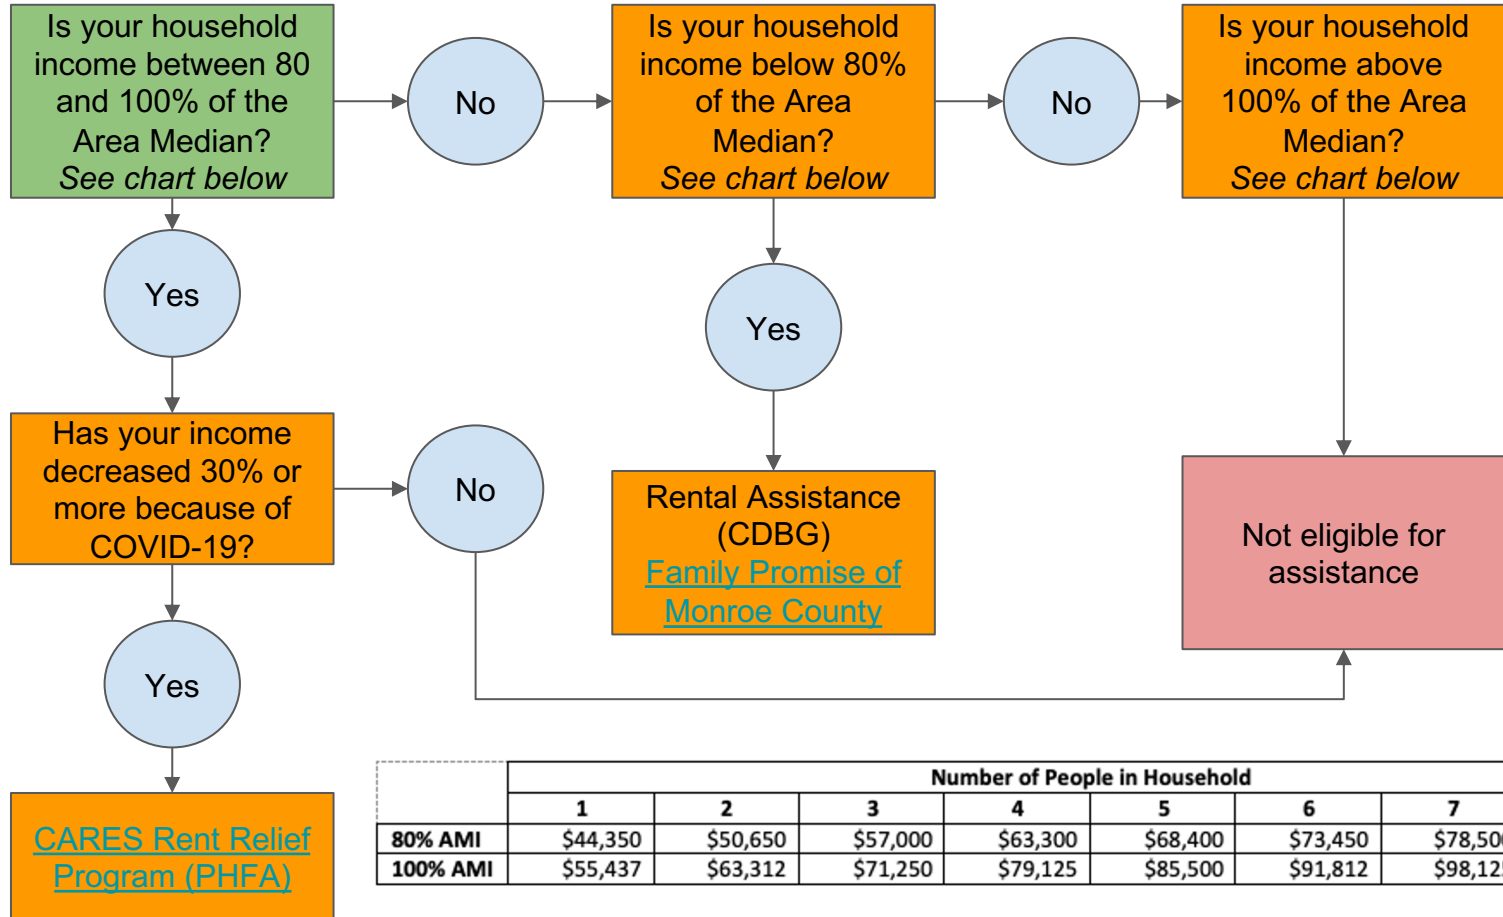 Is your household
income between 80
and 100% of the
Area Median?
See chart below
No
Is your household
income below 80%
of the Area
Median?
See chart below
No
Is your household
income above
100% of the Area
Median?
See chart below
Yes
Yes
Has your income
decreased 30% or
more because of
COVID-19?
No
Rental Assistance
(CDBG)
Family Promise of
Monroe County
Not eligible for
assistance
Yes
CARES Rent Relief
Program (PHFA)
Number of People in Household
1 2 3 4 5 6 7
80% AMI $44,350 $50,650 $57,000 $63,300 $68,400 $73,450
100% AMI $55,437 $63,312 $71,250 $79,125 $85,500 $91,812